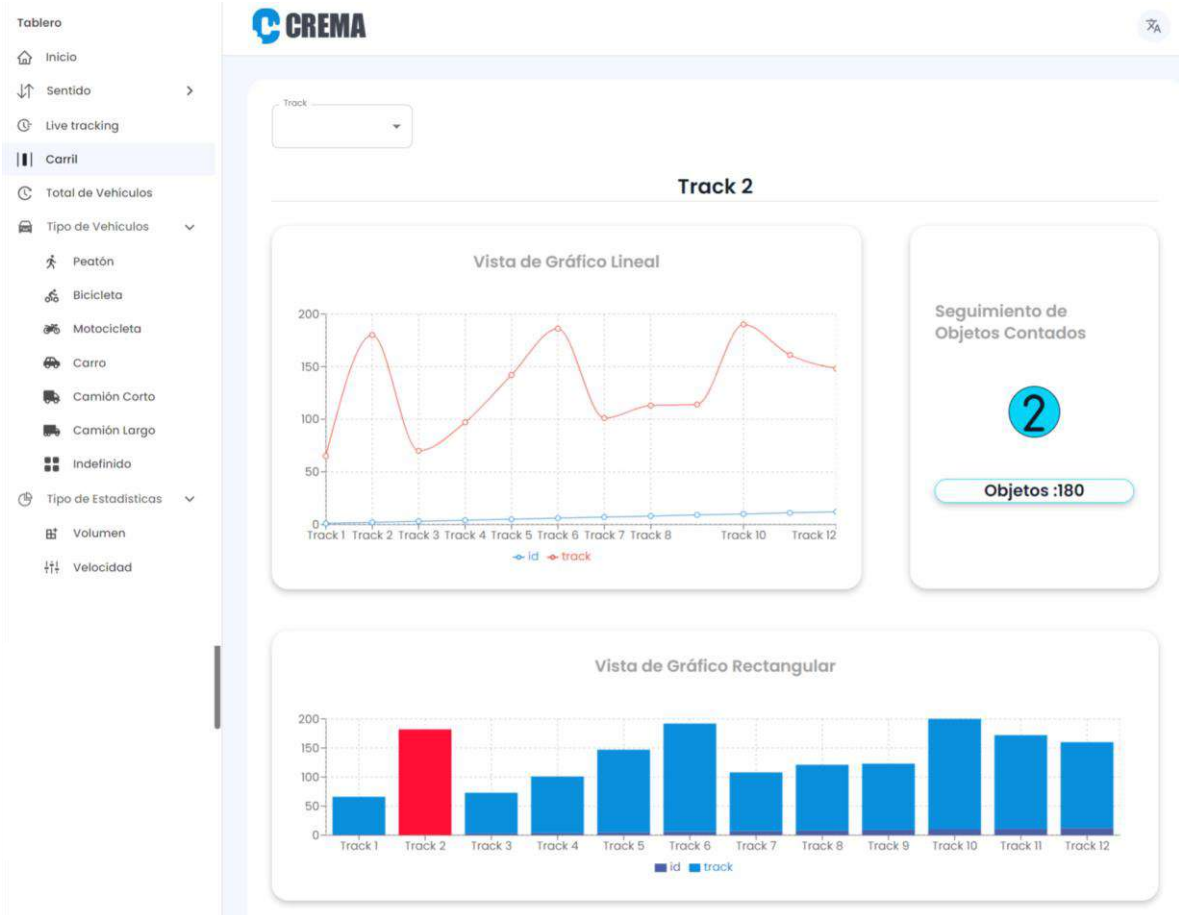 Tablero
Inicio
Sentido
Live tracking
Carril
Total de Vehiculos
Tipo de Vehiculos
Peatón
Bicicleta
Motocicleta
Carro
Camión Corto
Camión Largo
Indefinido
Tipo de Estadisticas
Volumen
Velocidad
CREMA
文A
Track
Track 2
Vista de Gráfico Lineal
200
150
100
50
0
Track 1 Track 2 Track 3 Track 4 Track 5 Track 6 Track 7 Track 8 Track 10 Track 12
id track
Seguimiento de
Objetos Contados
2
Objetos :180
Vista de Gráfico Rectangular
200
150
100
50
0
Track 1 Track 2 Track 3 Track 4 Track 5 Track 6 Track 7 Track 8 Track 9 Track 10 Track 11 Track 12
id track